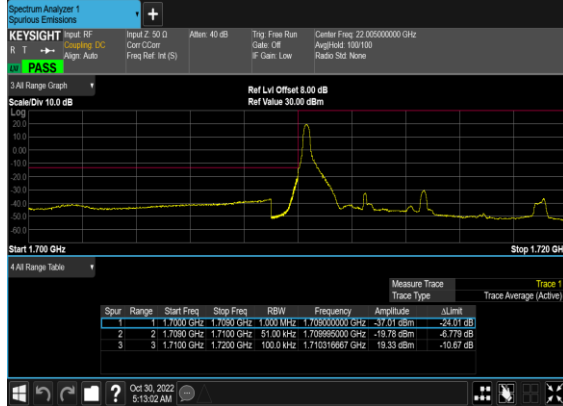 Spectrum Analyzer 1
Spurious Emissions
KEYSIGHT Input: RF Input Z: 50 Ω Atten: 40 dB Trig: Free Run Center Freq: 22.005000000 GHz
R T Coupling: DC Corr CCorr Gate: Off Avg|Hold: 100/100
Align: Auto Freq Ref: Int (S) IF Gain: Low Radio Std: None
PASS
3 All Range Graph
Ref Lvl Offset 8.00 dB
Scale/Div 10.0 dB Ref Value 30.00 dBm
Log
20.0
10.0
0.00
-10.0
-20.0
-30.0
-40.0
-50.0
-60.0
Start 1.700 GHz Stop 1.720 GH
4 All Range Table
Measure Trace Trace 1
Trace Type Trace Average (Active)
Spur Range Start Freq Stop Freq RBW Frequency Amplitude ΔLimit
1 1 1.7000 GHz 1.7090 GHz 1.000 MHz 1.709000000 GHz -37.01 dBm -24.01 dB
2 2 1.7090 GHz 1.7100 GHz 51.00 kHz 1.709995000 GHz -19.78 dBm -6.779 dB
3 3 1.7100 GHz 1.7200 GHz 100.0 kHz 1.710316667 GHz 19.33 dBm -10.67 dB
? Oct 30, 2022
5:13:02 AM